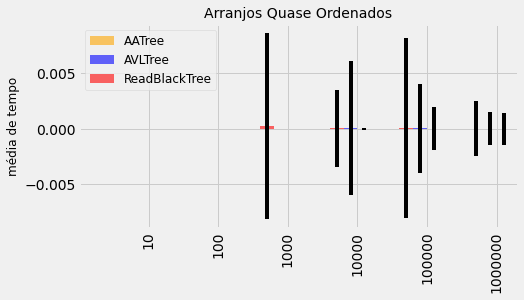 Arranjos Quase Ordenados
AATree
AVLTree
ReadBlackTree
média de tempo
0.005
0.000
−0.005
10
100
1000
10000
100000
1000000